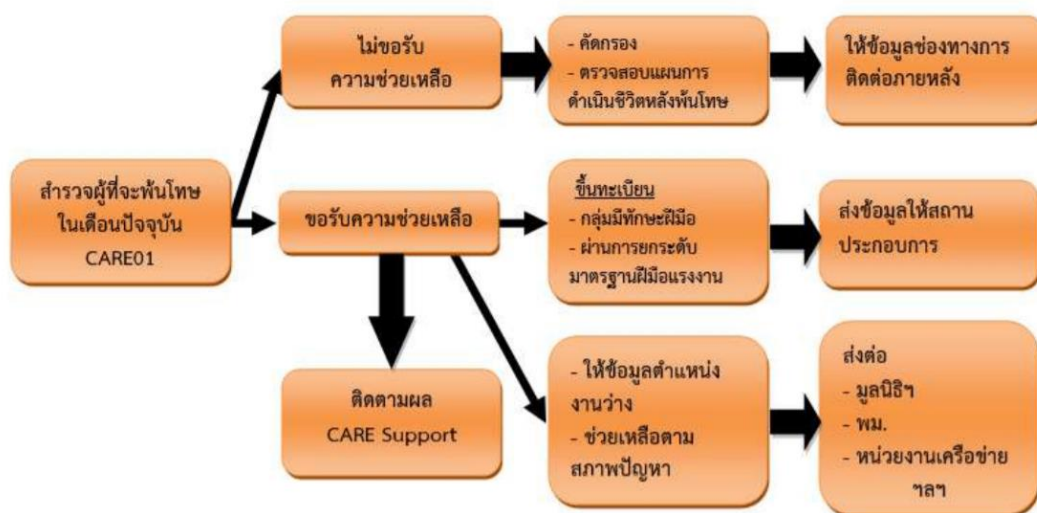 ไม่ขอรับ
ความช่วยเหลือ
- คัดกรอง
- ตรวจสอบแผนการ
ดำเนินชีวิตหลังพ้นโทษ
ให้ข้อมูลช่องทางการ
ติดต่อภายหลัง
สำรวจผู้ที่จะพ้นโทษ
ในเดือนปัจจุบัน
CARE01
ขอรับความช่วยเหลือ
ขึ้นทะเบียน
- กลุ่มมีทักษะฝีมือ
- ผ่านการยกระดับ
มาตรฐานฝีมือแรงงาน
ส่งข้อมูลให้สถาน
ประกอบการ
ติดตามผล
CARE Support
- ให้ข้อมูลตำแหน่ง
งานว่าง
- ช่วยเหลือตาม
สภาพปัญหา
ส่งต่อ
- มูลนิธิฯ
- พม.
- หน่วยงานเครือข่าย
ฯลฯ